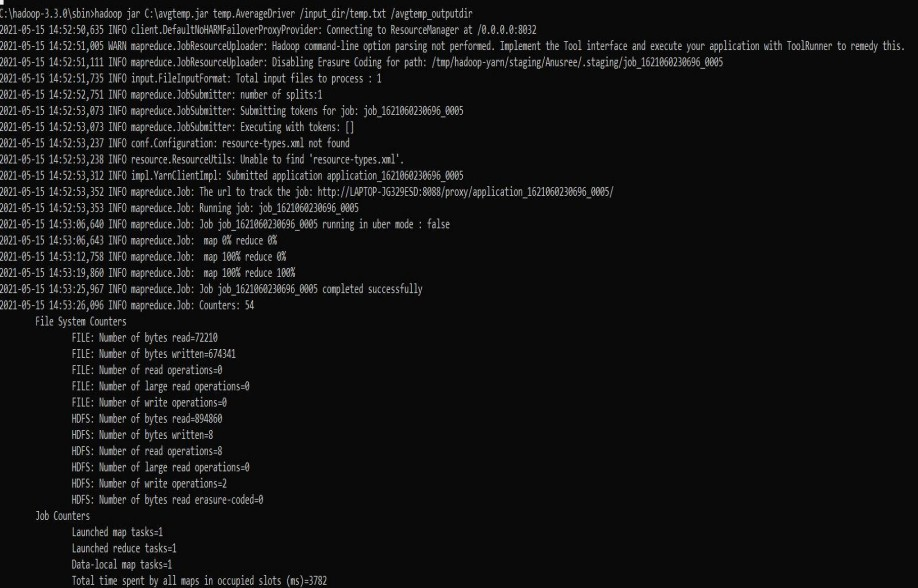 C:\hadoop-3.3.0\sbin>hadoop jar C:\avgtemp.jar temp.AverageDriver /input_dir/temp.txt /avgtemp_outputdir
2021-05-15 14:52:50,635 INFO client.DefaultNoHARMFailoverProxyProvider: Connecting to ResourceManager at /0.0.0.0:8032
2021-05-15 14:52:51,005 WARN mapreduce.JobResourceUploader: Hadoop command-line option parsing not performed. Implement the Tool interface and execute your application with ToolRunner to remedy this.
2021-05-15 14:52:51,111 INFO mapreduce.JobResourceUploader: Disabling Erasure Coding for path: /tmp/hadoop-yarn/staging/Anusree/.staging/job_1621060230696_0005
2021-05-15 14:52:51,735 INFO input.FileInputFormat: Total input files to process : 1
2021-05-15 14:52:52,751 INFO mapreduce.JobSubmitter: number of splits:1
2021-05-15 14:52:53,073 INFO mapreduce.JobSubmitter: Submitting tokens for job: job_1621060230696_0005
2021-05-15 14:52:53,073 INFO mapreduce.JobSubmitter: Executing with tokens: []
2021-05-15 14:52:53,237 INFO conf.Configuration: resource-types.xml not found
2021-05-15 14:52:53,238 INFO resource.ResourceUtils: Unable to find 'resource-types.xml'.
2021-05-15 14:52:53,312 INFO impl.YarnClientImpl: Submitted application application_1621060230696_0005
2021-05-15 14:52:53,352 INFO mapreduce.Job: The url to track the job: http://LAPTOP-JG329ESD:8088/proxy/application_1621060230696_0005/
2021-05-15 14:52:53,353 INFO mapreduce.Job: Running job: job_1621060230696_0005
2021-05-15 14:53:06,640 INFO mapreduce.Job: Job job_1621060230696_0005 running in uber mode : false
2021-05-15 14:53:06,643 INFO mapreduce.Job:  map 0% reduce 0%
2021-05-15 14:53:12,758 INFO mapreduce.Job:  map 100% reduce 0%
2021-05-15 14:53:19,860 INFO mapreduce.Job:  map 100% reduce 100%
2021-05-15 14:53:25,967 INFO mapreduce.Job: Job job_1621060230696_0005 completed successfully
2021-05-15 14:53:26,096 INFO mapreduce.Job: Counters: 54
File System Counters
FILE: Number of bytes read=72210
FILE: Number of bytes written=674341
FILE: Number of read operations=0
FILE: Number of large read operations=0
FILE: Number of write operations=0
HDFS: Number of bytes read=894860
HDFS: Number of bytes written=8
HDFS: Number of read operations=8
HDFS: Number of large read operations=0
HDFS: Number of write operations=2
HDFS: Number of bytes read erasure-coded=0
Job Counters
Launched map tasks=1
Launched reduce tasks=1
Data-local map tasks=1
Total time spent by all maps in occupied slots (ms)=3782